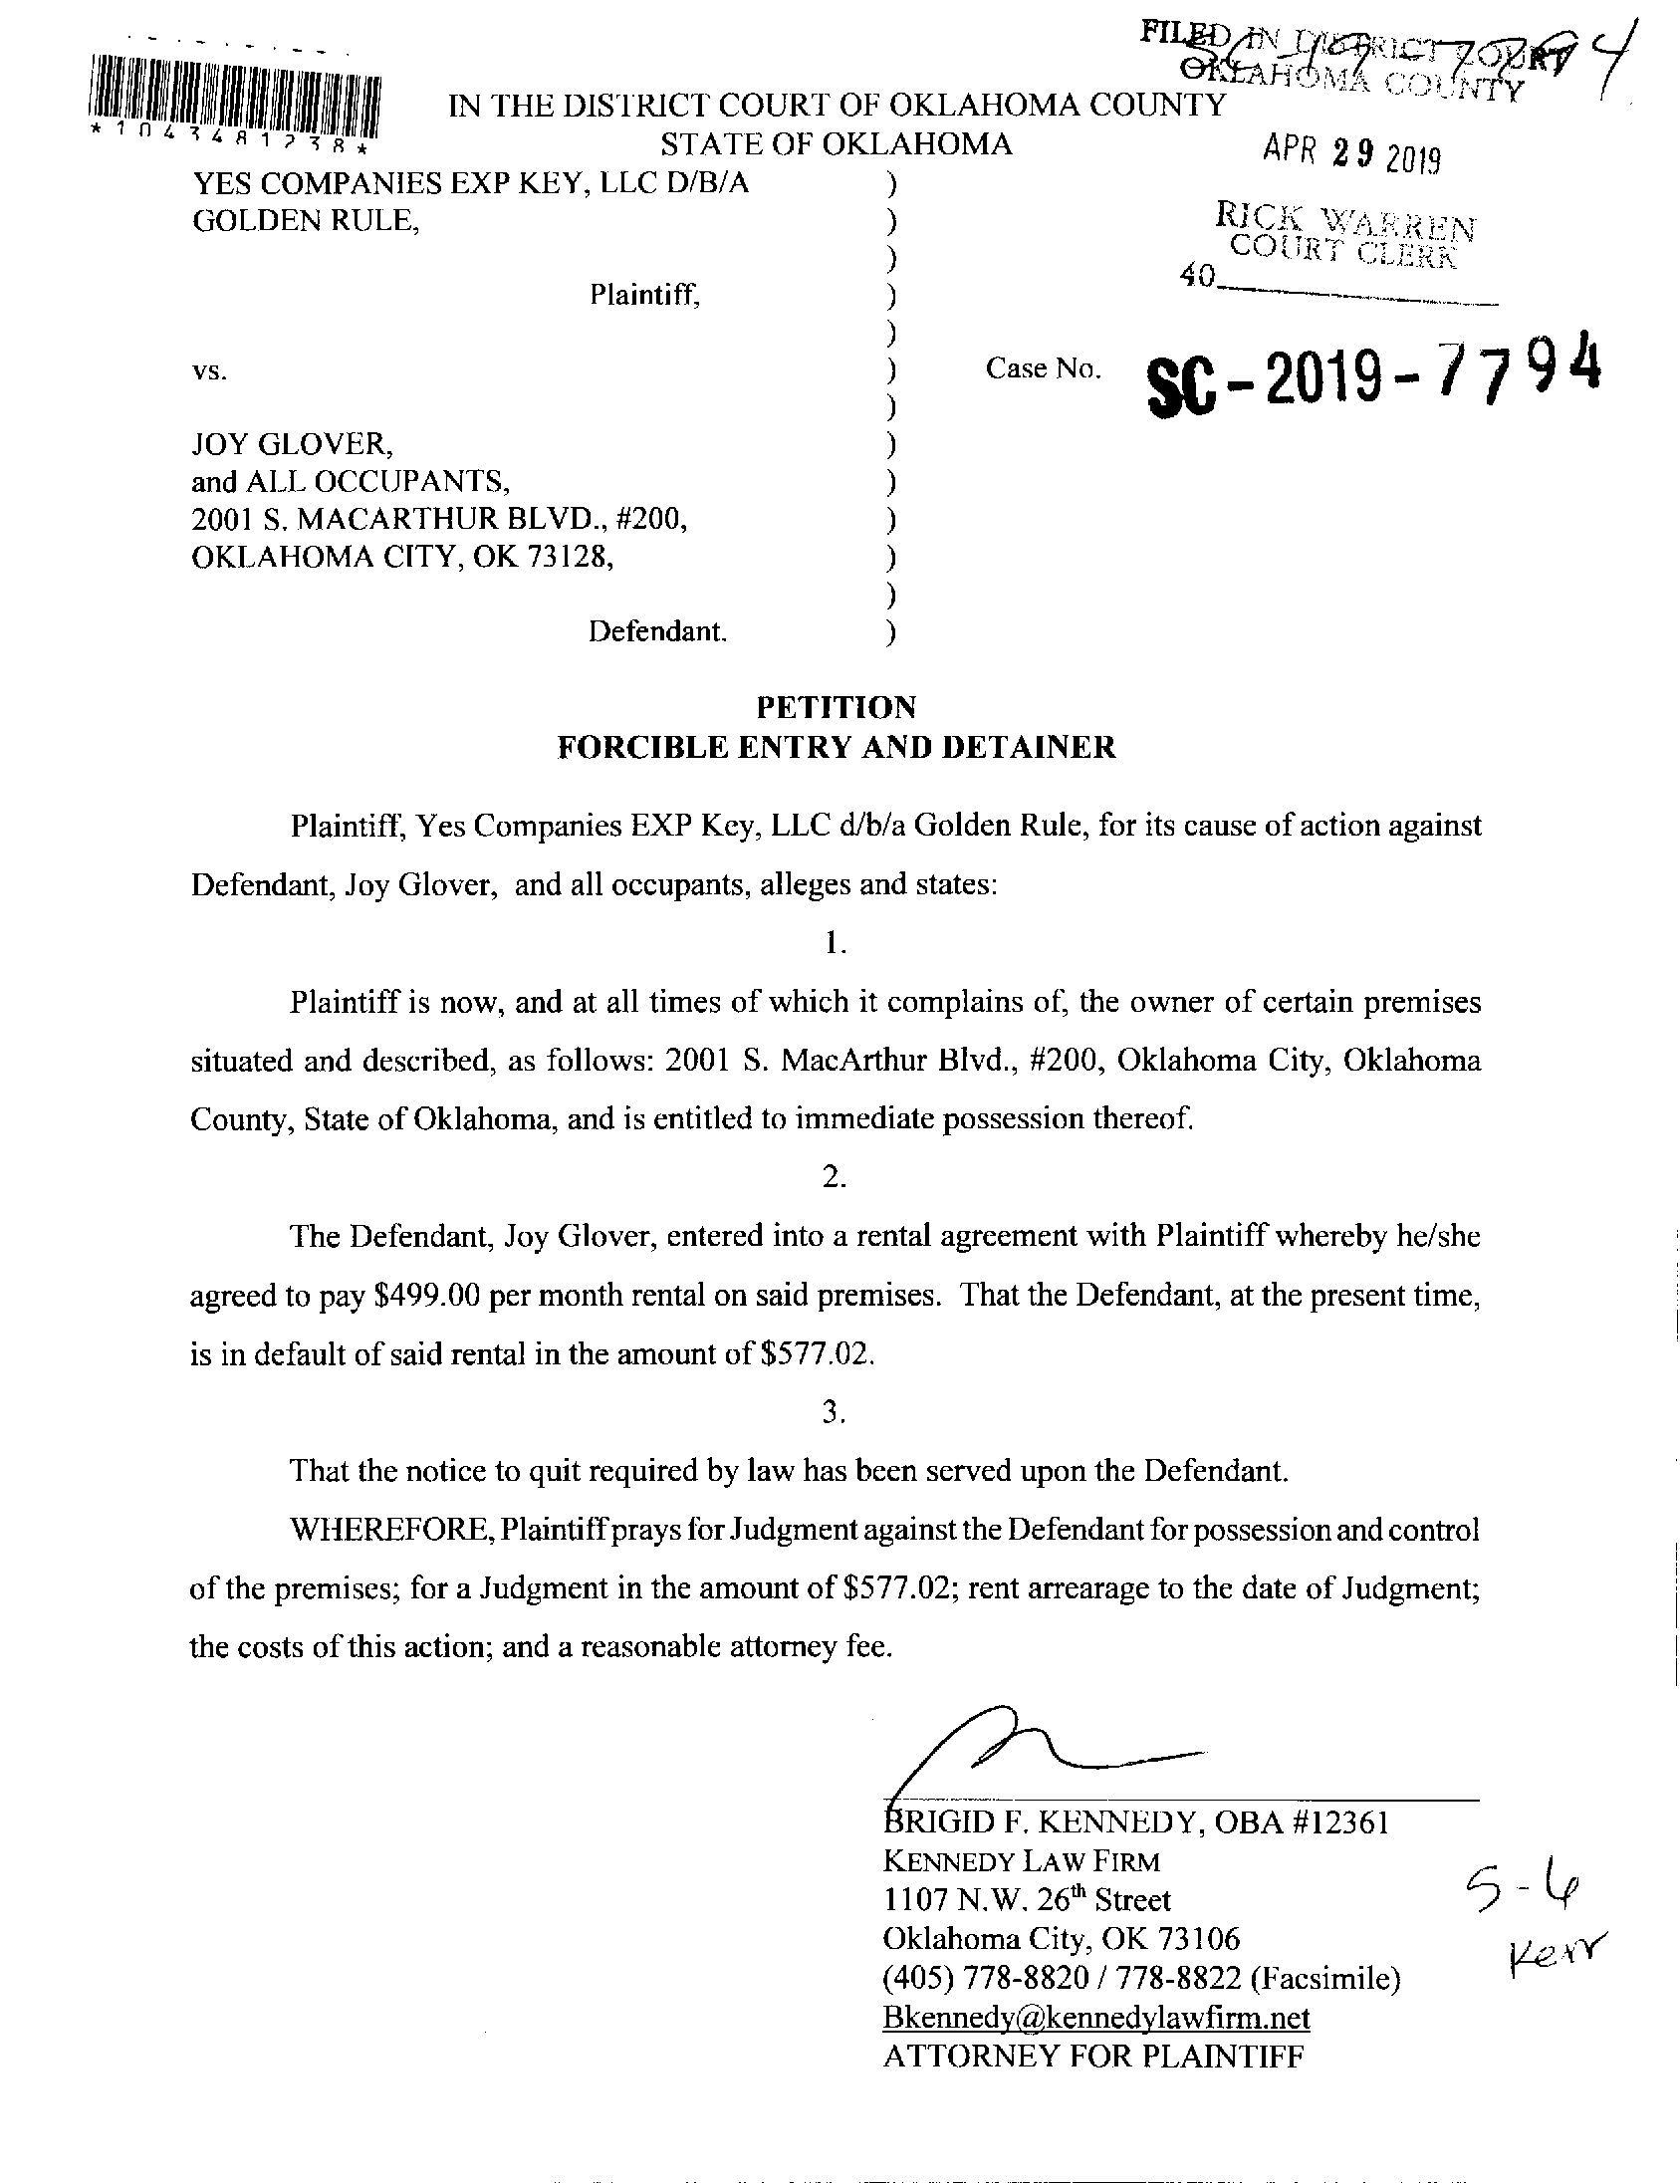 FILED IN DISTRICT COURT
OKLAHOMA COUNTY
*1043481238*
IN THE DISTRICT COURT OF OKLAHOMA COUNTY
STATE OF OKLAHOMA
APR 29 2019
RICK WARREN
COURT CLERK
40
YES COMPANIES EXP KEY, LLC D/B/A )
GOLDEN RULE, )
)
Plaintiff, )
)
vs. ) Case No. SC-2019-7794
)
JOY GLOVER, )
and ALL OCCUPANTS, )
2001 S. MACARTHUR BLVD., #200, )
OKLAHOMA CITY, OK 73128, )
)
Defendant. )
PETITION
FORCIBLE ENTRY AND DETAINER
Plaintiff, Yes Companies EXP Key, LLC d/b/a Golden Rule, for its cause of action against
Defendant, Joy Glover, and all occupants, alleges and states:
1.
Plaintiff is now, and at all times of which it complains of, the owner of certain premises
situated and described, as follows: 2001 S. MacArthur Blvd., #200, Oklahoma City, Oklahoma
County, State of Oklahoma, and is entitled to immediate possession thereof.
2.
The Defendant, Joy Glover, entered into a rental agreement with Plaintiff whereby he/she
agreed to pay $499.00 per month rental on said premises. That the Defendant, at the present time,
is in default of said rental in the amount of $577.02.
3.
That the notice to quit required by law has been served upon the Defendant.
WHEREFORE, Plaintiff prays for Judgment against the Defendant for possession and control
of the premises; for a Judgment in the amount of $577.02; rent arrearage to the date of Judgment;
the costs of this action; and a reasonable attorney fee.
BRIGID F. KENNEDY, OBA #12361
KENNEDY LAW FIRM
1107 N.W. 26th Street
Oklahoma City, OK 73106
(405) 778-8820 / 778-8822 (Facsimile)
Bkennedy@kennedylawfirm.net
ATTORNEY FOR PLAINTIFF
5-6
Kerr